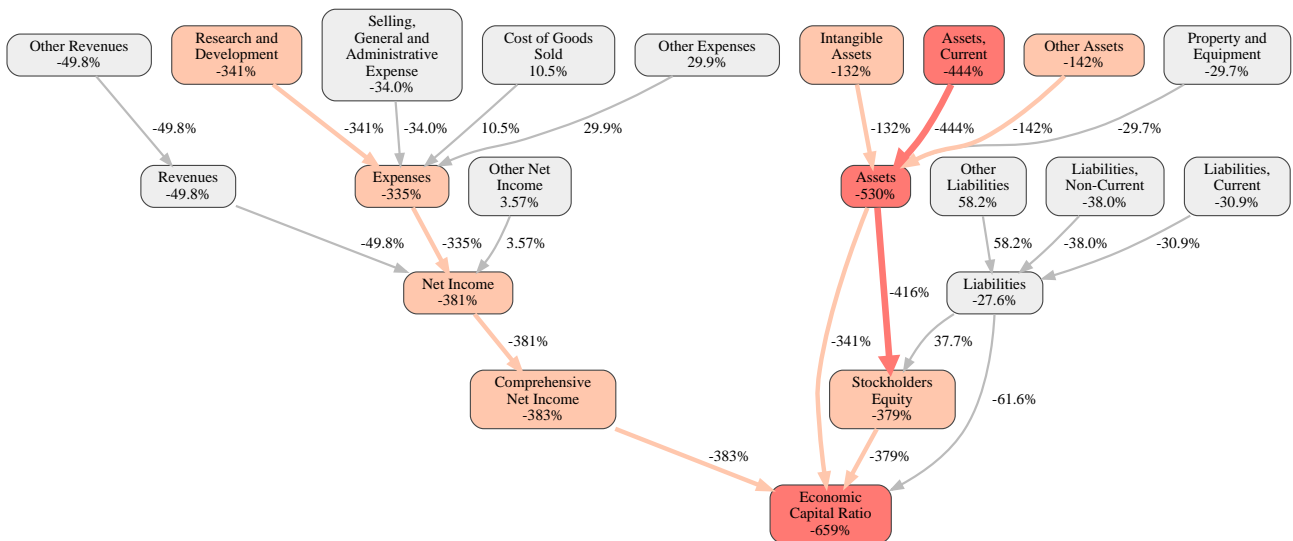 Other Revenues
-49.8%
Research and
Development
-341%
Selling,
General and
Administrative
Expense
-34.0%
Cost of Goods
Sold
10.5%
Other Expenses
29.9%
Intangible
Assets
-132%
Assets,
Current
-444%
Other Assets
-142%
Property and
Equipment
-29.7%
-49.8%
-341%
-34.0%
10.5%
29.9%
-132%
-444%
-142%
-29.7%
Revenues
-49.8%
Expenses
-335%
Other Net
Income
3.57%
Assets
-530%
Other
Liabilities
58.2%
Liabilities,
Non-Current
-38.0%
Liabilities,
Current
-30.9%
-49.8%
-335%
3.57%
58.2%
-38.0%
-30.9%
Net Income
-381%
-416%
Liabilities
-27.6%
-381%
-341%
37.7%
Comprehensive
Net Income
-383%
Stockholders
Equity
-379%
-61.6%
-383%
-379%
Economic
Capital Ratio
-659%